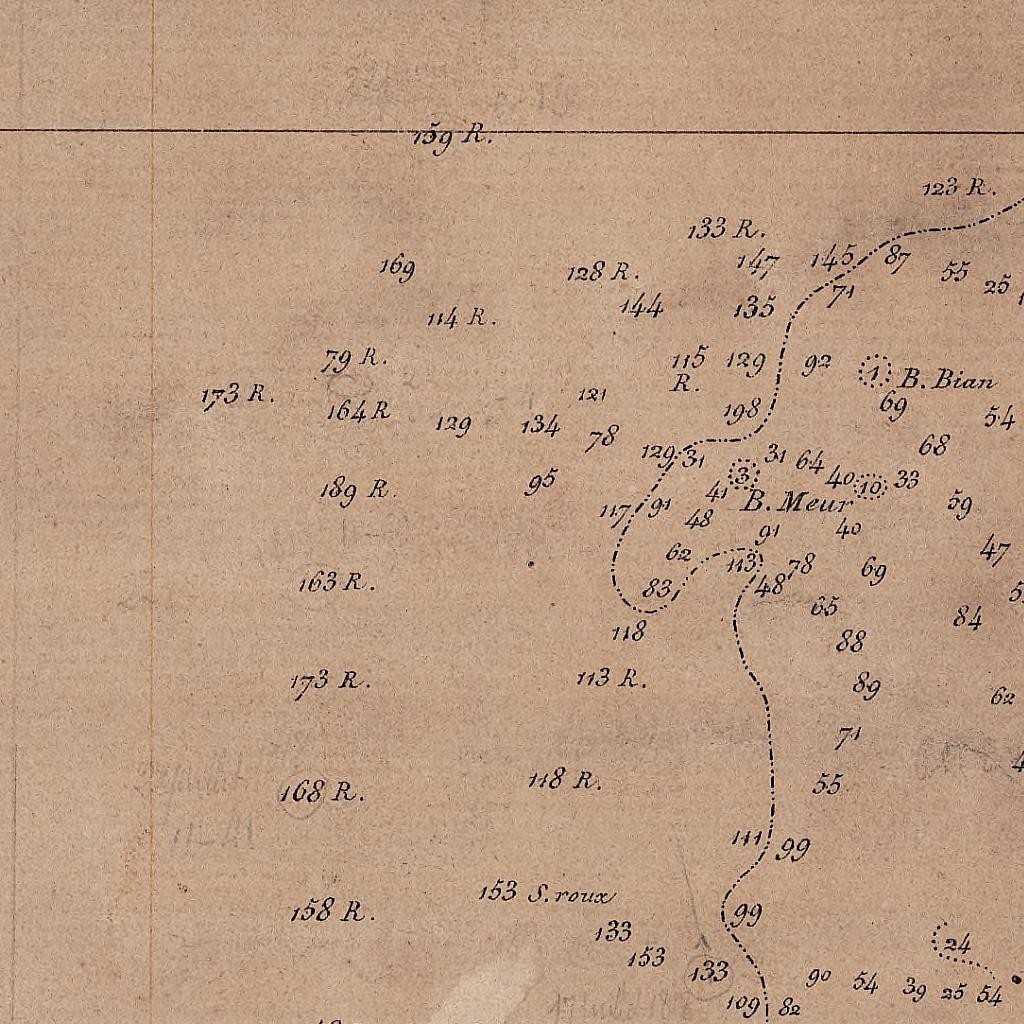 159 R.
123 R.
133 R.
169 128 R. 147 145 87 55 25
144 135 71
114 R.
79 R. 115 R. 129 92 1 B. Bian
173 R. 164 R 129 134 121 78 198 69 54
129 31 31 64 68
189 R. 95 3 40 10 33
117 91 41 B. Meur 59
48 91 40 47
62 113 78 69
163 R. 83 48 65 84
118 88
173 R. 113 R. 89 62
71
168 R. 118 R. 55
111 99
158 R. 153 S. roux 99
133 24
153 133 90 54 39 25 54
109 82